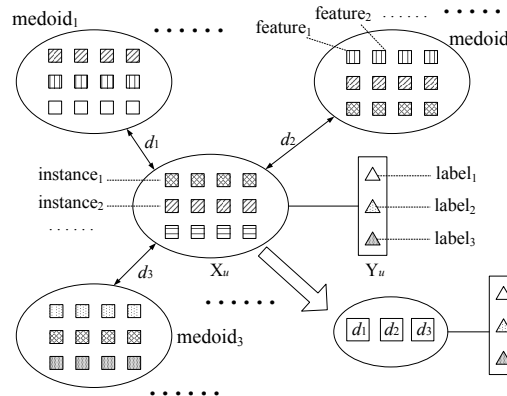 medoid1
feature2
feature1
medoid
d1
d2
instance1
instance2
label1
label2
label3
Xu
Yu
d3
medoid3
d1 d2 d3